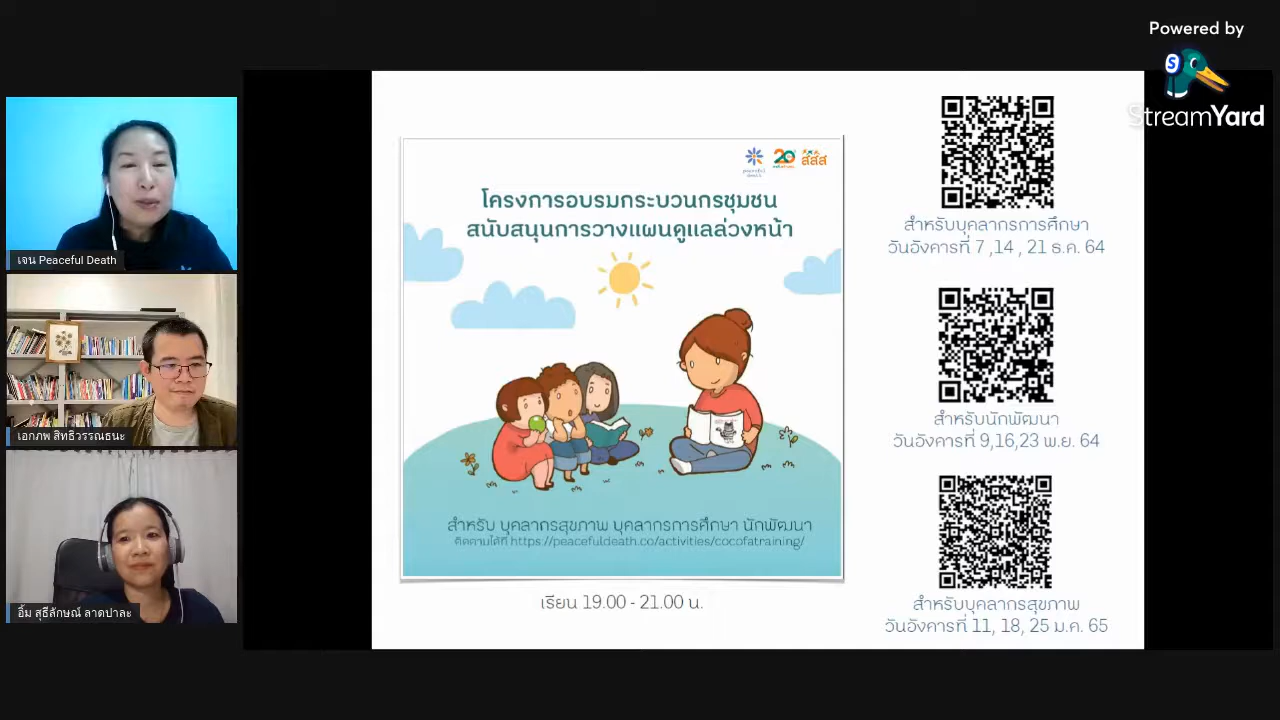 Powered by
StreamYard
เจน Peaceful Death
เอกภพ สิทธิวรรณธนะ
อิ้ม สุรีลักษณ์ ลาดปาละ
peaceful death
20
สสส
โครงการอบรมกระบวนกรชุมชน
สนับสนุนการวางแผนดูแลล่วงหน้า
สำหรับ บุคลากรสุขภาพ บุคลากรการศึกษา นักพัฒนา
ติดตามได้ที่ https://peacefuldeath.co/activities/cocofatraining/
เรียน 19.00 - 21.00 น.
สำหรับบุคลากรการศึกษา
วันอังคารที่ 7 ,14 , 21 ธ.ค. 64
สำหรับนักพัฒนา
วันอังคารที่ 9,16,23 พ.ย. 64
สำหรับบุคลากรสุขภาพ
วันอังคารที่ 11, 18, 25 ม.ค. 65